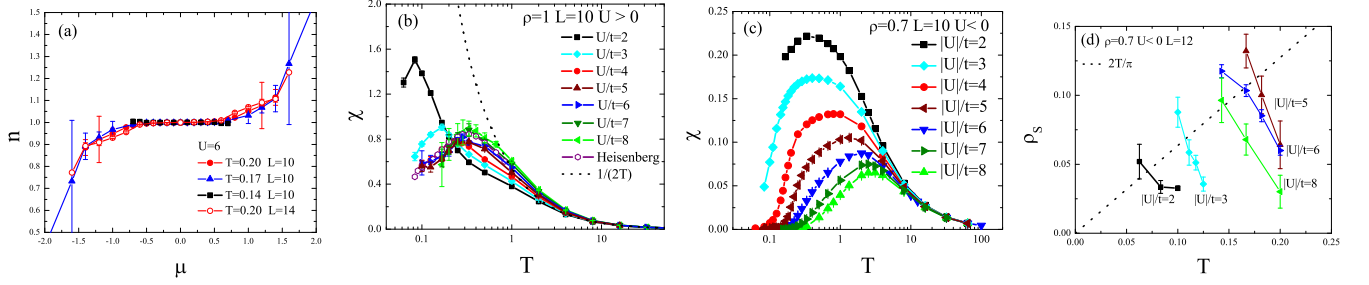 (a)
n
1.5
1.4
1.3
1.2
1.1
1.0
0.9
0.8
0.7
0.6
0.5
U=6
T=0.20 L=10
T=0.17 L=10
T=0.14 L=10
T=0.20 L=14
-2.0 -1.5 -1.0 -0.5 0.0 0.5 1.0 1.5 2.0
μ
(b)
ρ=1 L=10 U > 0
χ
2.0
1.6
1.2
0.8
0.4
0.0
U/t=2
U/t=3
U/t=4
U/t=5
U/t=6
U/t=7
U/t=8
Heisenberg
1/(2T)
0.1 1 10
T
(c)
ρ=0.7 L=10 U<0
χ
0.25
0.20
0.15
0.10
0.05
0.00
|U|/t=2
|U|/t=3
|U|/t=4
|U|/t=5
|U|/t=6
|U|/t=7
|U|/t=8
0.1 1 10 100
T
(d) ρ=0.7 U<0 L=12
2T/π
ρS
0.15
0.10
0.05
0.00
|U|/t=5
|U|/t=6
|U|/t=8
|U|/t=2 |U|/t=3
0.00 0.05 0.10 0.15 0.20 0.25
T